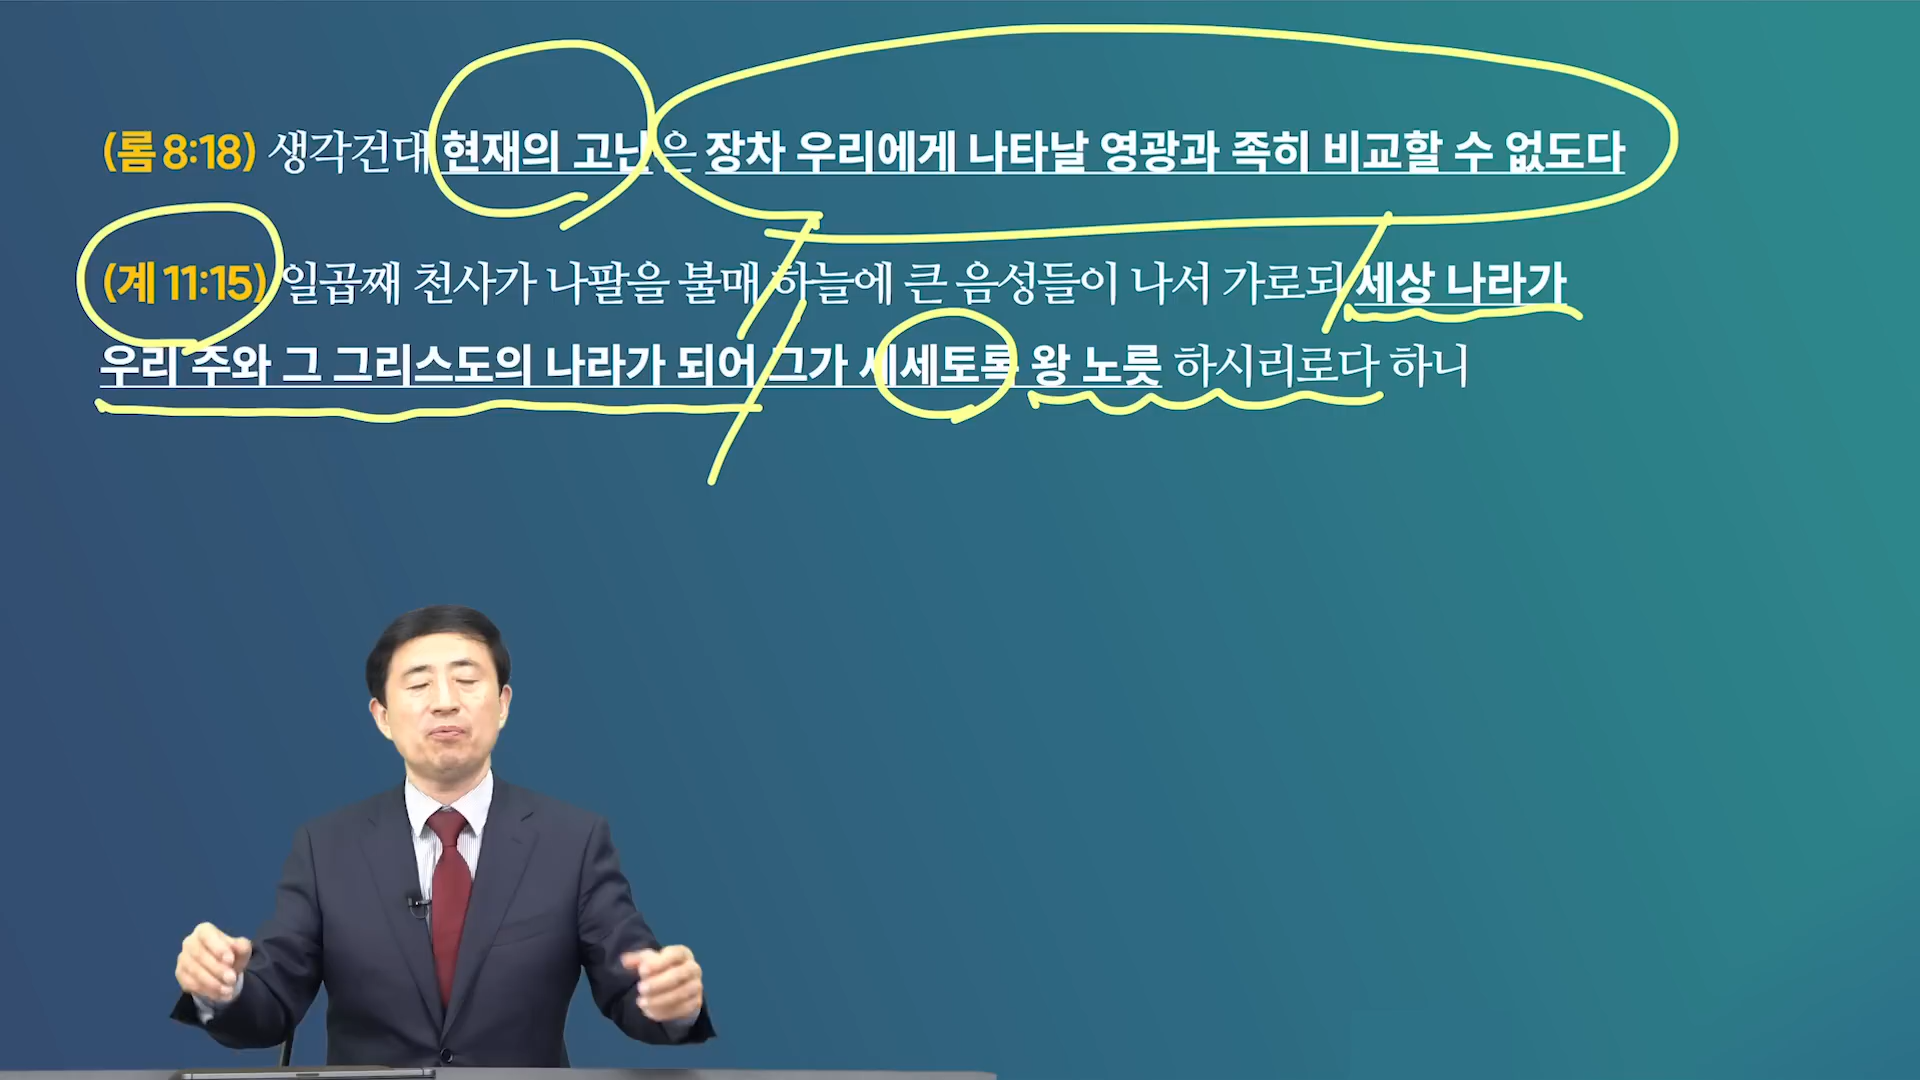 (롬 8:18) 생각건대 현재의 고난은 장차 우리에게 나타날 영광과 족히 비교할 수 없도다
(계 11:15) 일곱째 천사가 나팔을 불매 하늘에 큰 음성들이 나서 가로되 세상 나라가
우리 주와 그 그리스도의 나라가 되어 그가 세세토록 왕 노릇 하시리로다 하니